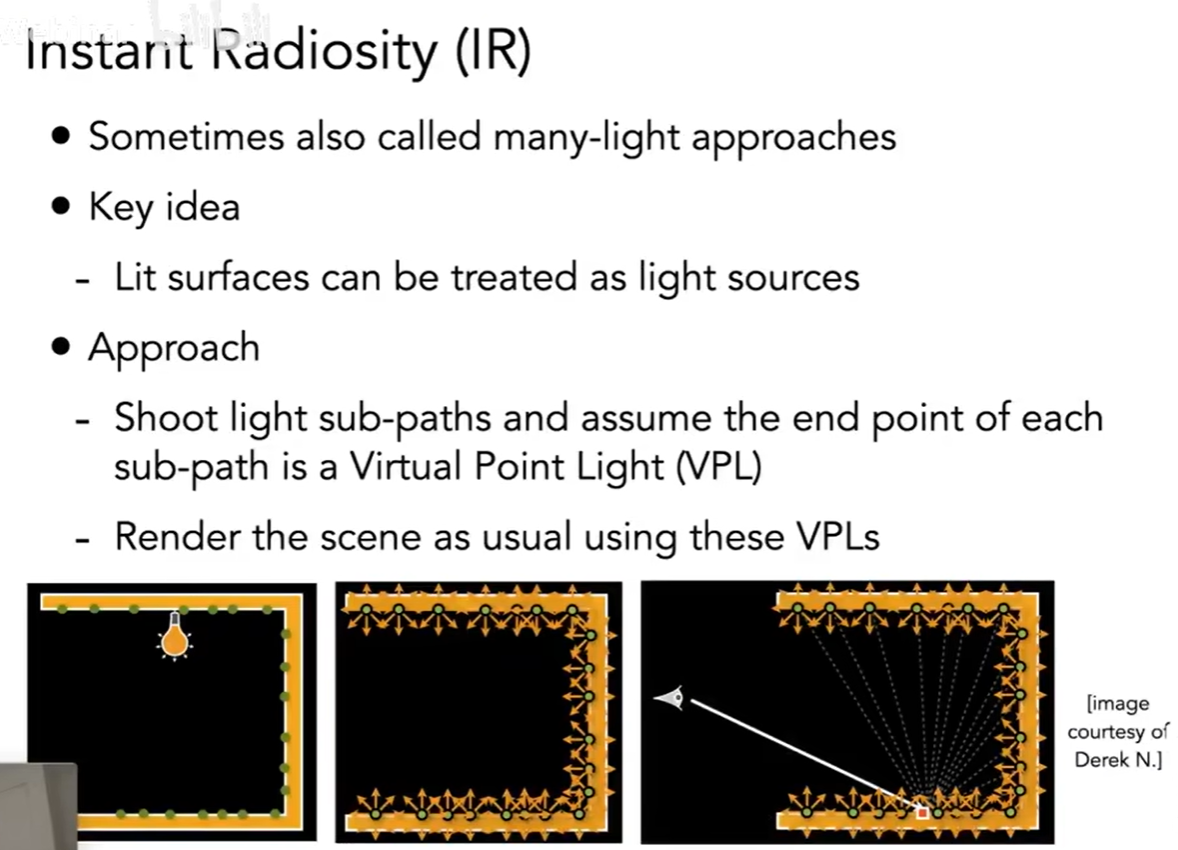 Instant Radiosity (IR)
● Sometimes also called many-light approaches
● Key idea
- Lit surfaces can be treated as light sources
● Approach
- Shoot light sub-paths and assume the end point of each
sub-path is a Virtual Point Light (VPL)
- Render the scene as usual using these VPLs
[image
courtesy of
Derek N.]